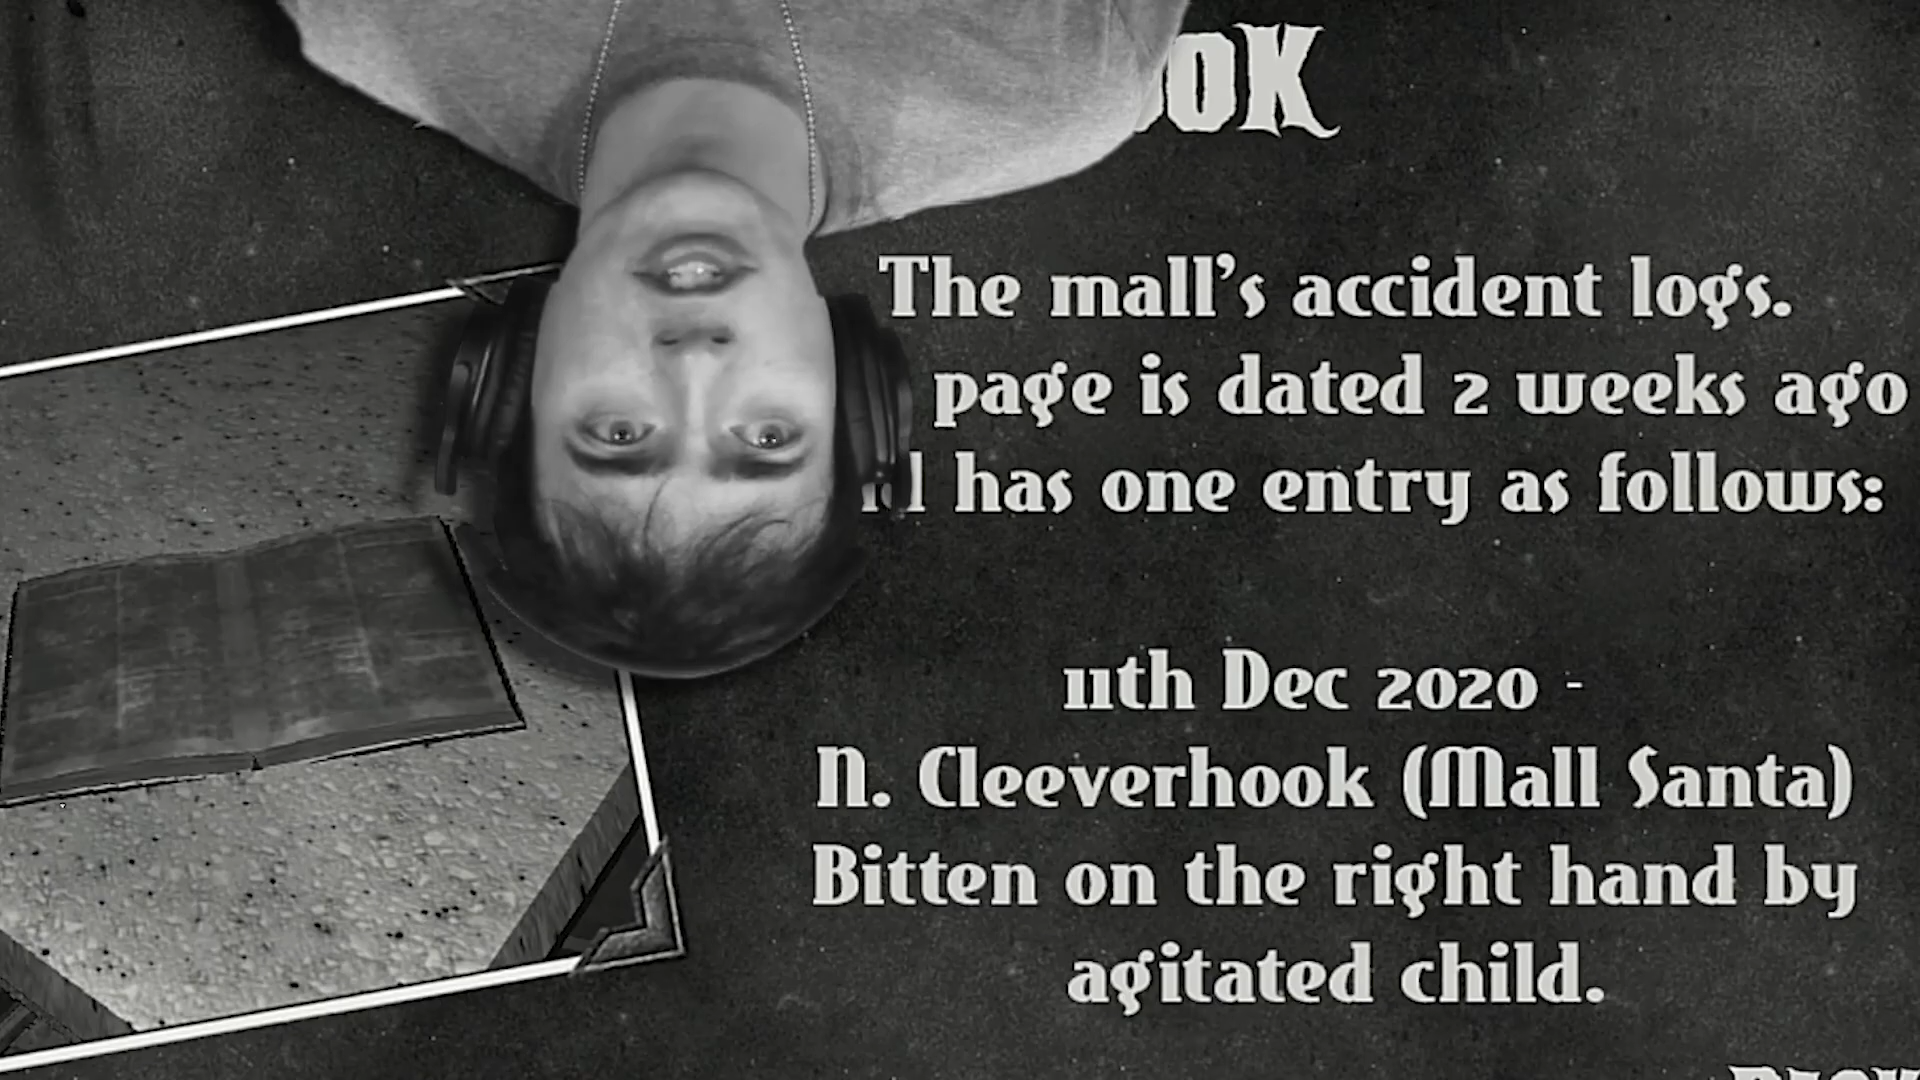 The mall's accident logs.
page is dated 2 weeks ago
has one entry as follows:
11th Dec 2020 -
N. Cleeverhook (Mall Santa)
Bitten on the right hand by
agitated child.